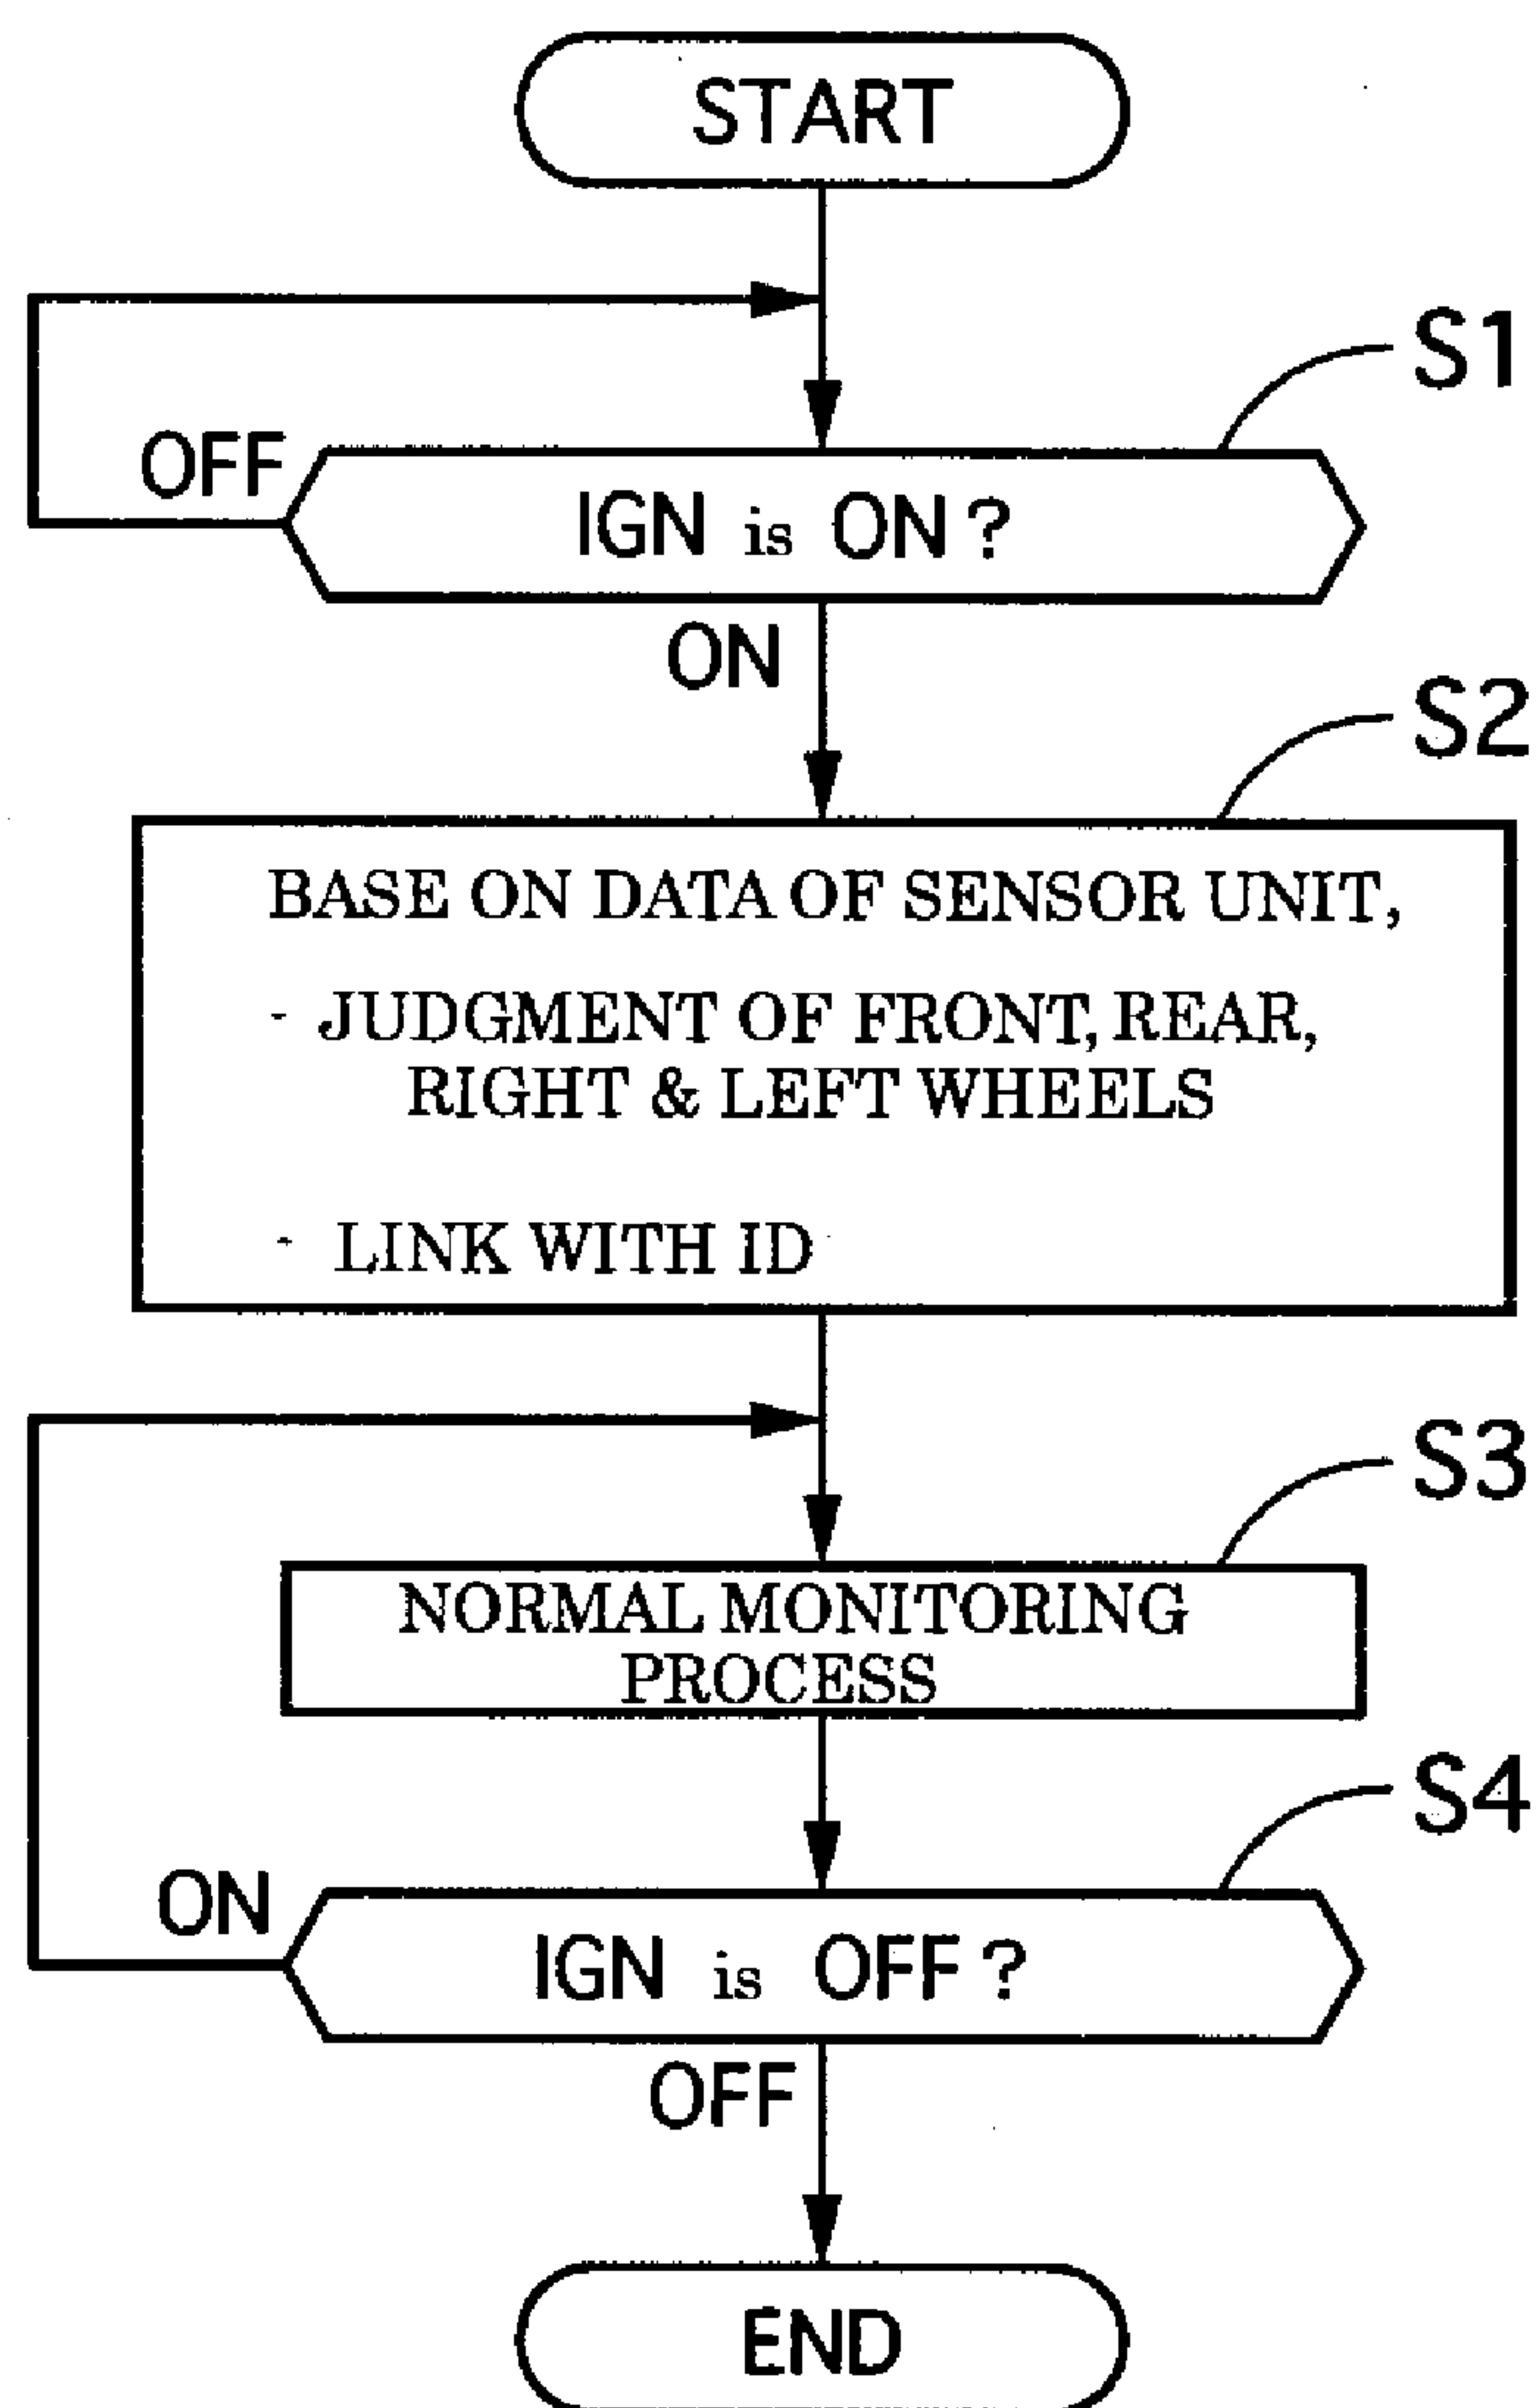 START
S1
OFF
IGN is ON ?
ON
S2
BASE ON DATA OF SENSOR UNIT,
- JUDGMENT OF FRONT, REAR,
RIGHT & LEFT WHEELS
- LINK WITH ID
S3
NORMAL MONITORING
PROCESS
S4
ON
IGN is OFF ?
OFF
END